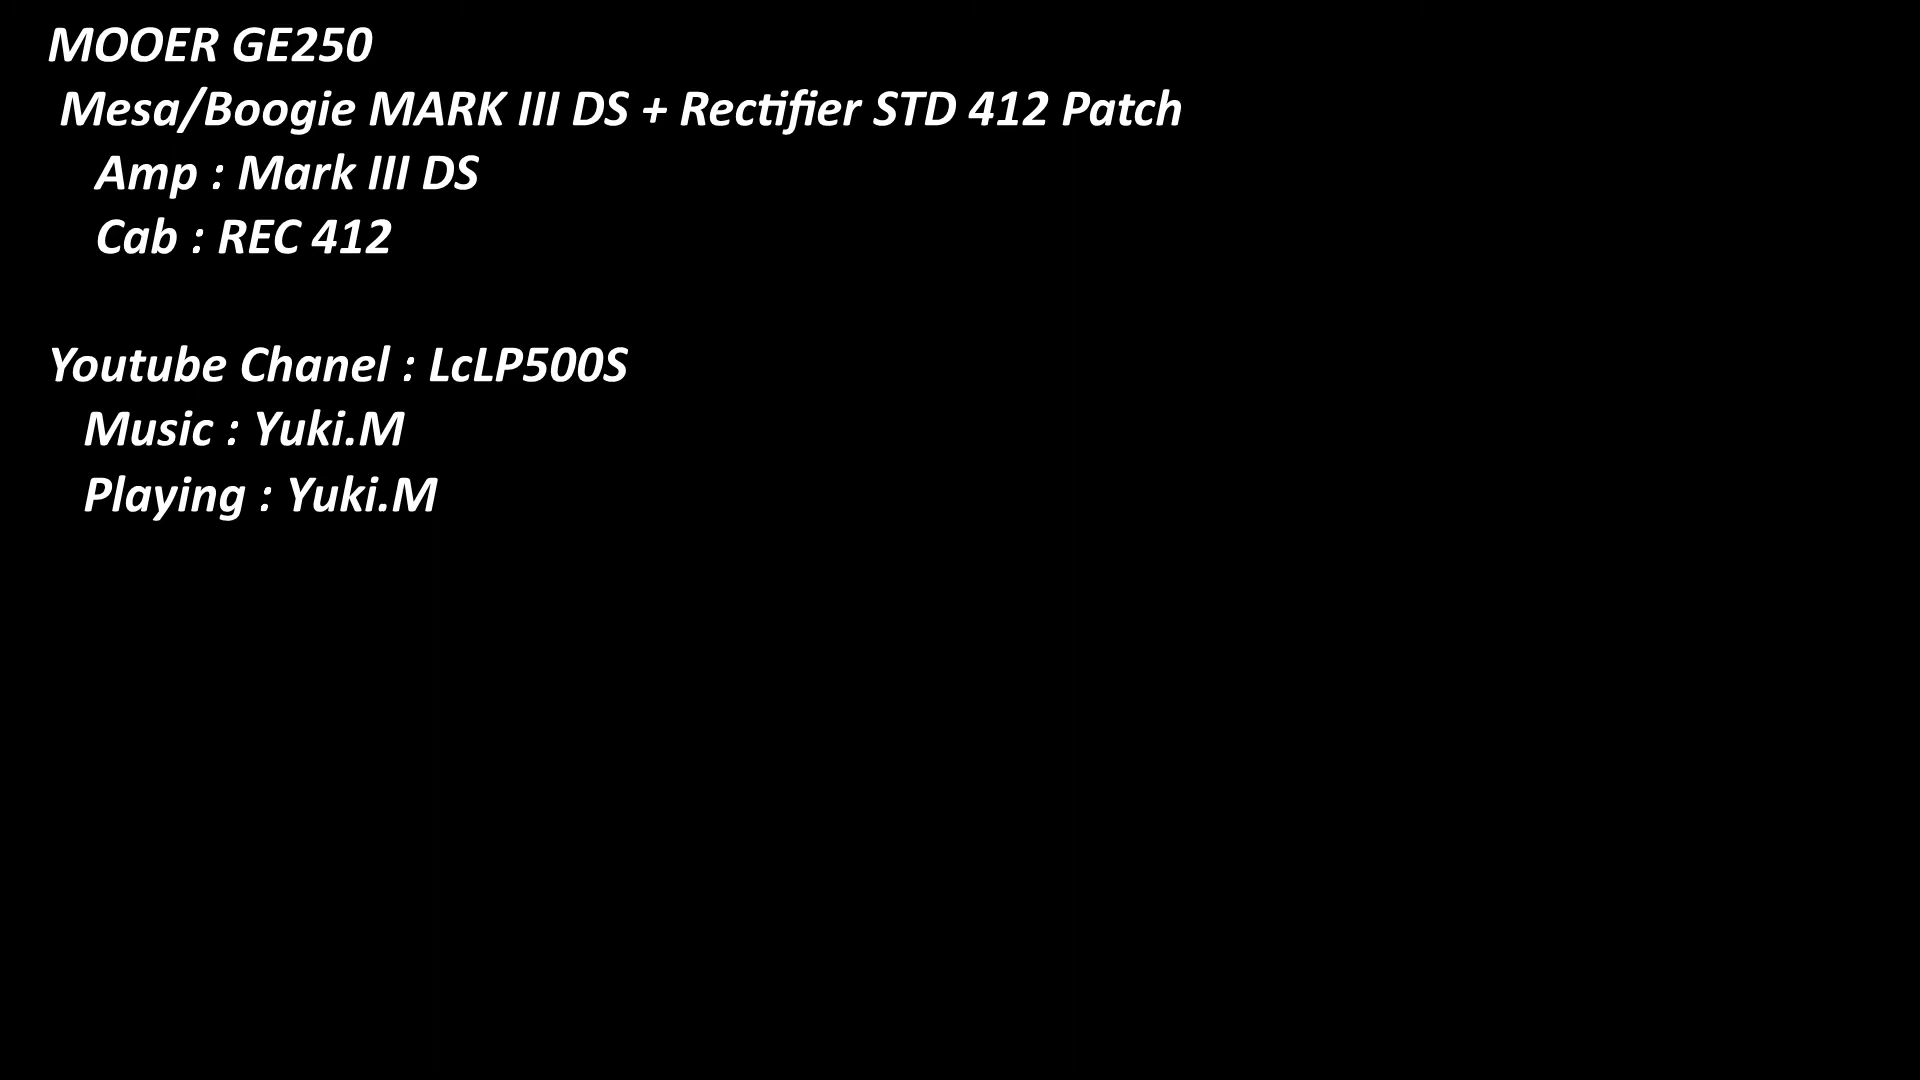 MOOER GE250
Mesa/Boogie MARK III DS + Rectifier STD 412 Patch
Amp : Mark III DS
Cab : REC 412
Youtube Chanel : LcLP500S
Music : Yuki.M
Playing : Yuki.M